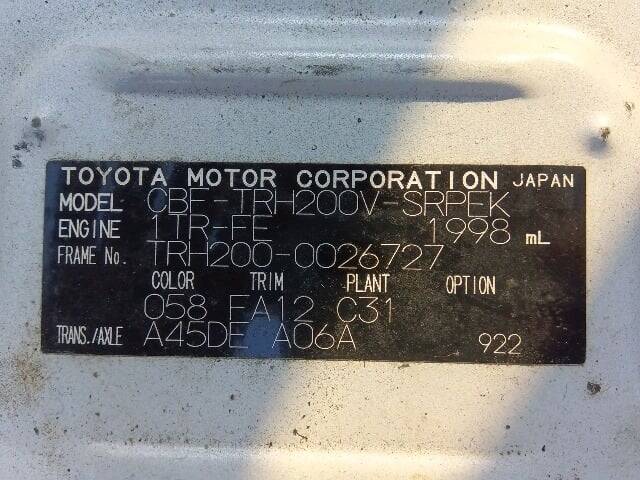 TOYOTA MOTOR CORPORATION JAPAN
MODEL CBF-TRH200V-SRPEK
ENGINE 1TR-FE 1998 mL
FRAME No. TRH200-0026727
COLOR TRIM PLANT OPTION
058 FA12 C31
TRANS./AXLE A45DE A06A 922